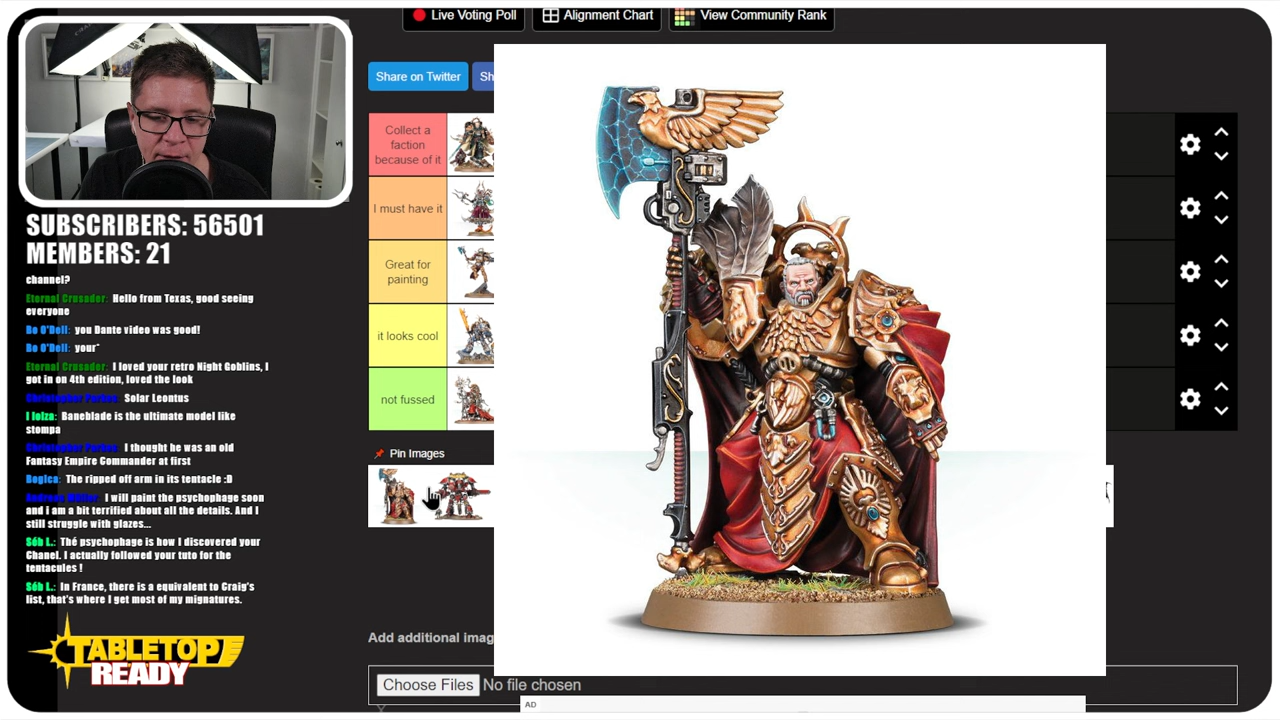 Live Voting Poll
Alignment Chart
View Community Rank
Share on Twitter
Sh
Collect a
faction
because of it
I must have it
Great for
painting
it looks cool
not fussed
Pin Images
Add additional imag
Choose Files No file chosen
AD
SUBSCRIBERS: 56501
MEMBERS: 21
channel?
Eternal Crusader: Hello from Texas, good seeing
everyone
Bo O'Dell: you Dante video was good!
Bo O'Dell: your*
Eternal Crusader: I loved your retro Night Goblins, I
got in on 4th edition, loved the look
Solar Leontus
I loiza: Baneblade is the ultimate model like
stompa
I thought he was an old
Fantasy Empire Commander at first
Bogica: The ripped off arm in its tentacle :D
I will paint the psychophage soon
and i am a bit terrified about all the details. And I
still struggle with glazes...
Séb L.: Thé psychophage is how I discovered your
Chanel. I actually followed your tuto for the
tentacules !
Séb L.: In France, there is a equivalent to Craig's
list, that's where I get most of my mignatures.
TABLETOP
READY